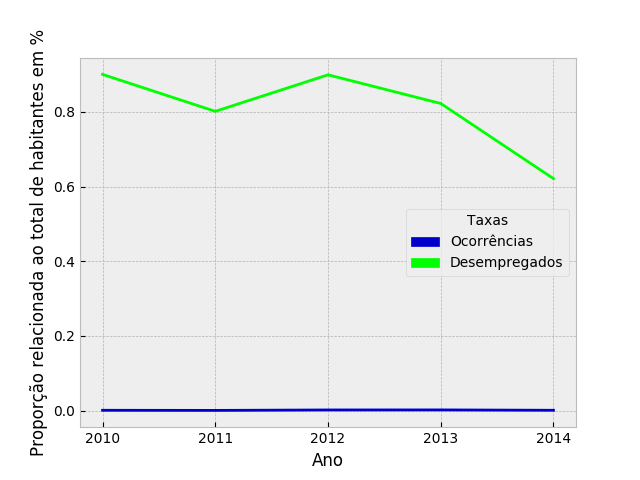 Proporção relacionada ao total de habitantes em %
0.8
0.6
0.4
0.2
0.0
Taxas
Ocorrências
Desempregados
2010 2011 2012 2013 2014
Ano